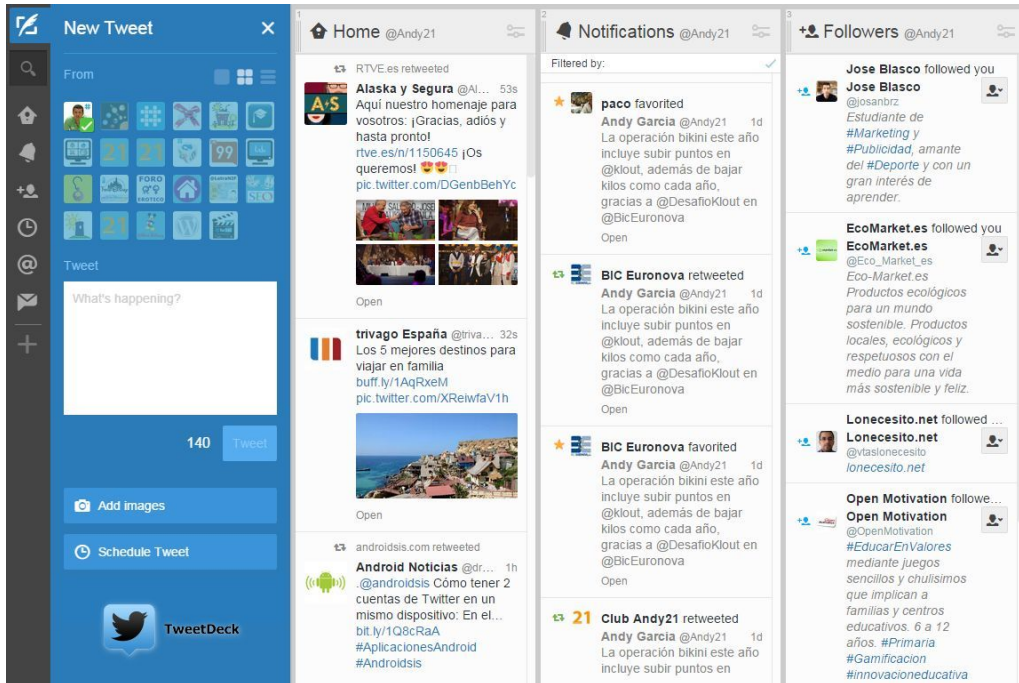 New Tweet
From
21
21
99
FORO
21
SEO
Tweet
What's happening?
140
Tweet
Add images
Schedule Tweet
TweetDeck
1
Home @Andy21
RTVE.es retweeted
A+S
Alaska y Segura @Al... 53s
Aquí nuestro homenaje para
vosotros: ¡Gracias, adiós y
hasta pronto!
rtve.es/n/1150645 ¡Os
queremos! 😍😍
pic.twitter.com/DGenbBehYc
Open
trivago España @triva... 32s
Los 5 mejores destinos para
viajar en familia
buff.ly/1AqRxeM
pic.twitter.com/XReiwfaV1h
Open
androidsis.com retweeted
Android Noticias @dr... 1h
.@androidsis Cómo tener 2
cuentas de Twitter en un
mismo dispositivo: En el...
bit.ly/1Q8cRaA
#AplicacionesAndroid
#Androidsis
2
Notifications @Andy21
Filtered by:
paco favorited
Andy Garcia @Andy21 1d
La operación bikini este año
incluye subir puntos en
@klout, además de bajar
kilos como cada año,
gracias a @DesafioKlout en
@BicEuronova
Open
BIC Euronova retweeted
Andy Garcia @Andy21 1d
La operación bikini este año
incluye subir puntos en
@klout, además de bajar
kilos como cada año,
gracias a @DesafioKlout en
@BicEuronova
Open
BIC Euronova favorited
Andy Garcia @Andy21 1d
La operación bikini este año
incluye subir puntos en
@klout, además de bajar
kilos como cada año,
gracias a @DesafioKlout en
@BicEuronova
Open
21 Club Andy21 retweeted
Andy Garcia @Andy21 1d
La operación bikini este año
incluye subir puntos en
3
Followers @Andy21
Jose Blasco followed you
Jose Blasco
@josanbrz
Estudiante de
#Marketing y
#Publicidad, amante
del #Deporte y con un
gran interés de
aprender.
EcoMarket.es followed you
EcoMarket.es
@Eco_Market_es
Eco-Market.es
Productos ecológicos
para un mundo
sostenible. Productos
locales, ecológicos y
respetuosos con el
medio para una vida
más sostenible y feliz.
Lonecesito.net followed ...
Lonecesito.net
@vtaslonecesito
lonecesito.net
Open Motivation followe...
Open Motivation
@OpenMotivation
#EducarEnValores
mediante juegos
sencillos y chulisimos
que implican a
familias y centros
educativos. 6 a 12
años. #Primaria
#Gamificacion
#innovacioneducativa